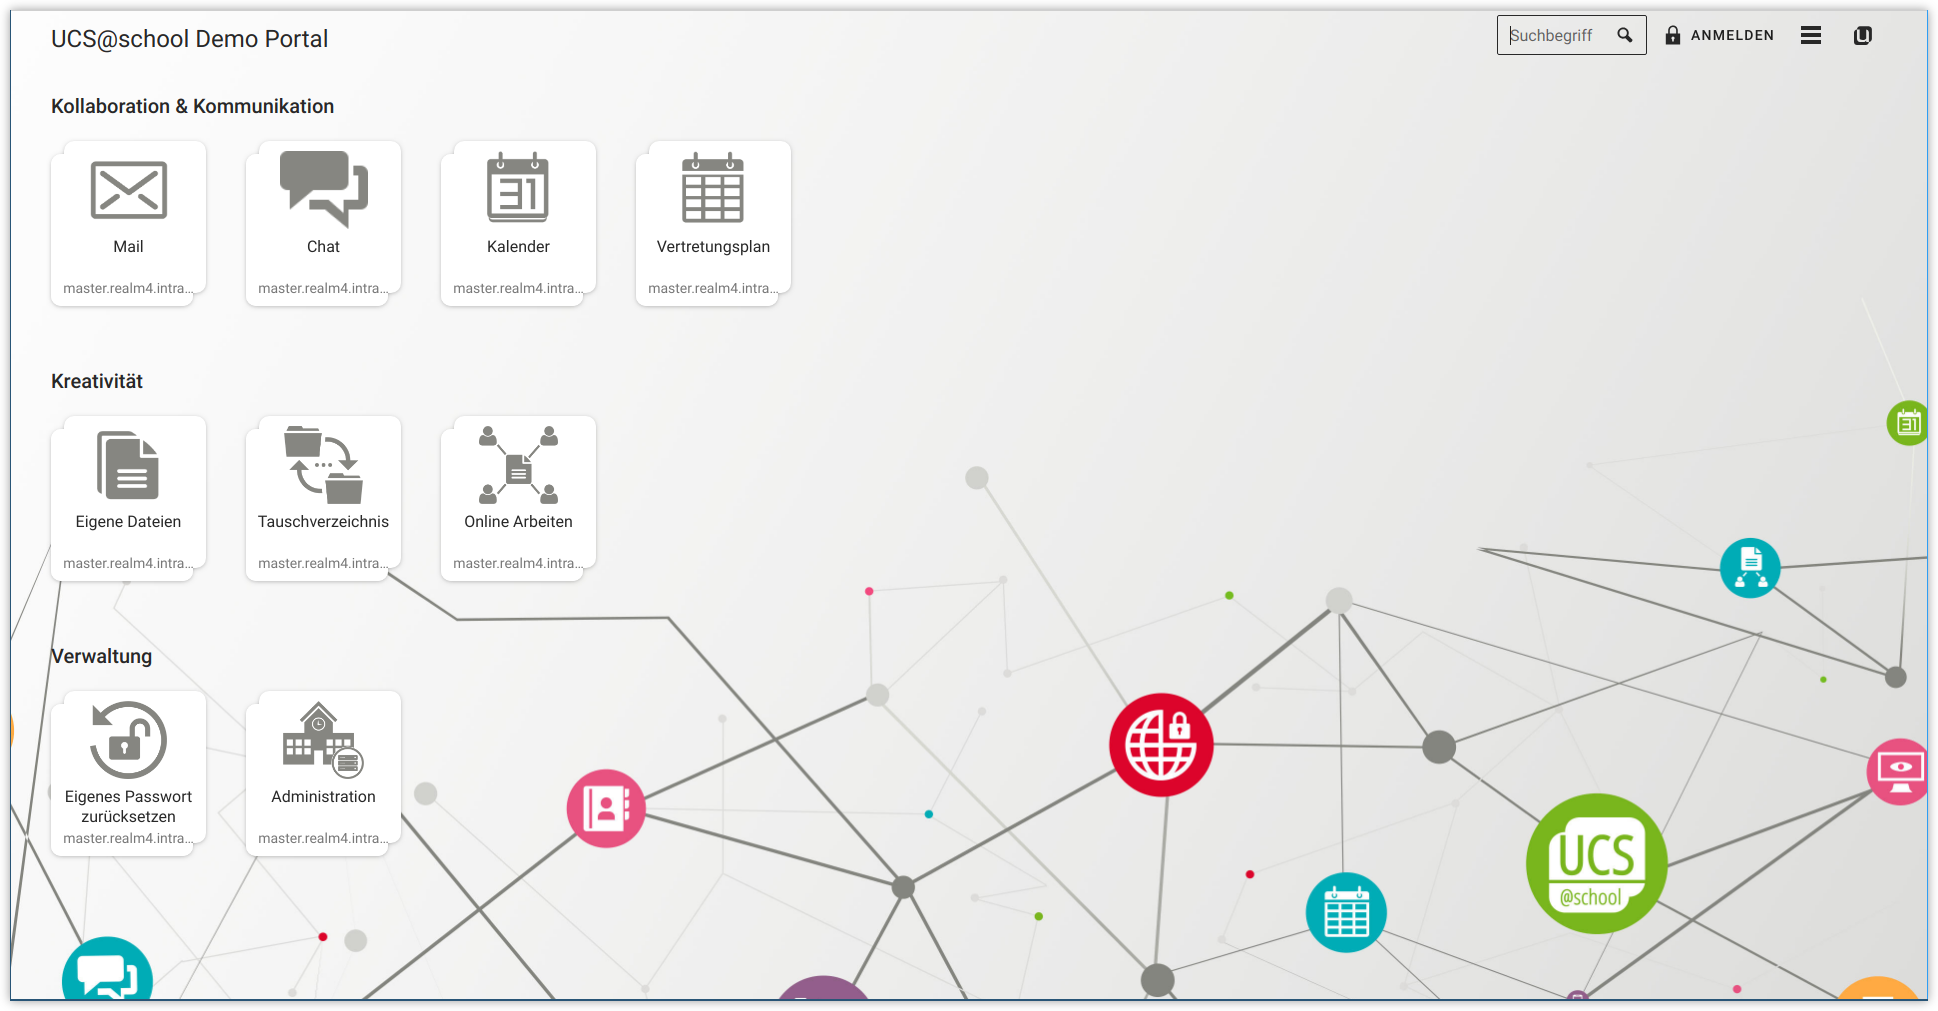 UCS@school Demo Portal
Suchbegriff
ANMELDEN
Kollaboration & Kommunikation
Mail
Chat
Kalender
Vertretungsplan
31
master.realm4.intra...
master.realm4.intra...
master.realm4.intra...
master.realm4.intra...
Kreativität
31
Eigene Dateien
Tauschverzeichnis
Online Arbeiten
master.realm4.intra...
master.realm4.intra...
master.realm4.intra...
Verwaltung
Eigenes Passwort
zurücksetzen
Administration
master.realm4.intra...
master.realm4.intra...
UCS
@school